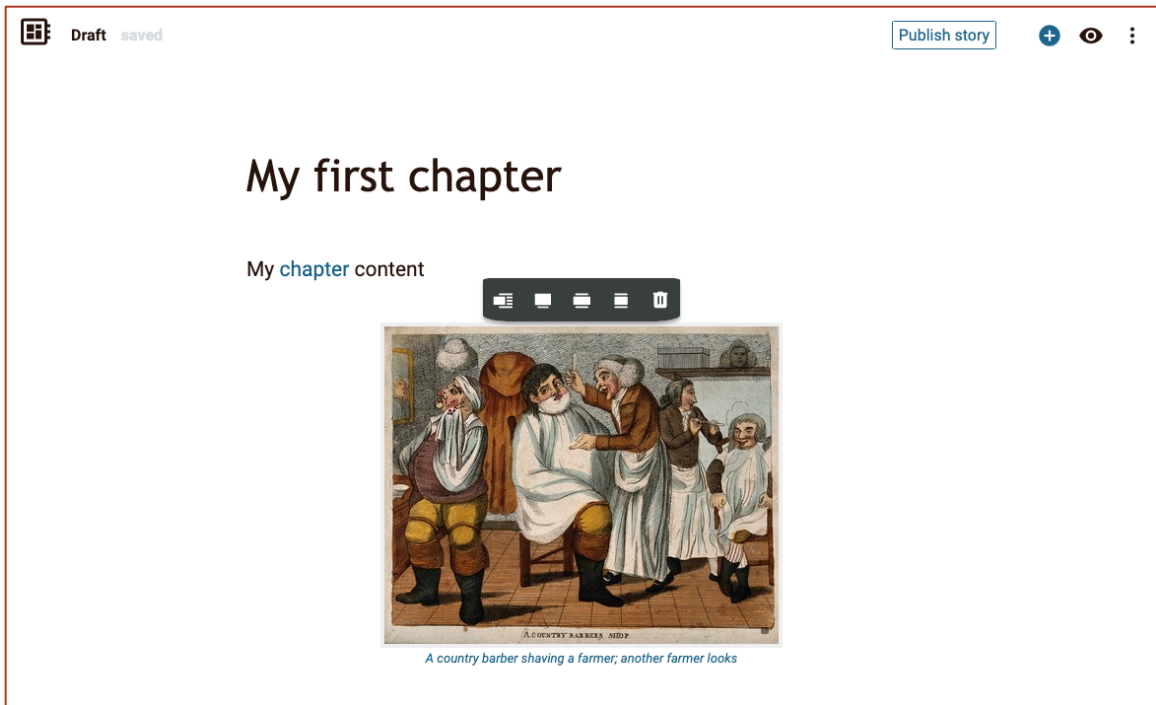 Draft saved
Publish story
My first chapter
My chapter content
A COUNTRY BARBERS SHOP
A country barber shaving a farmer; another farmer looks